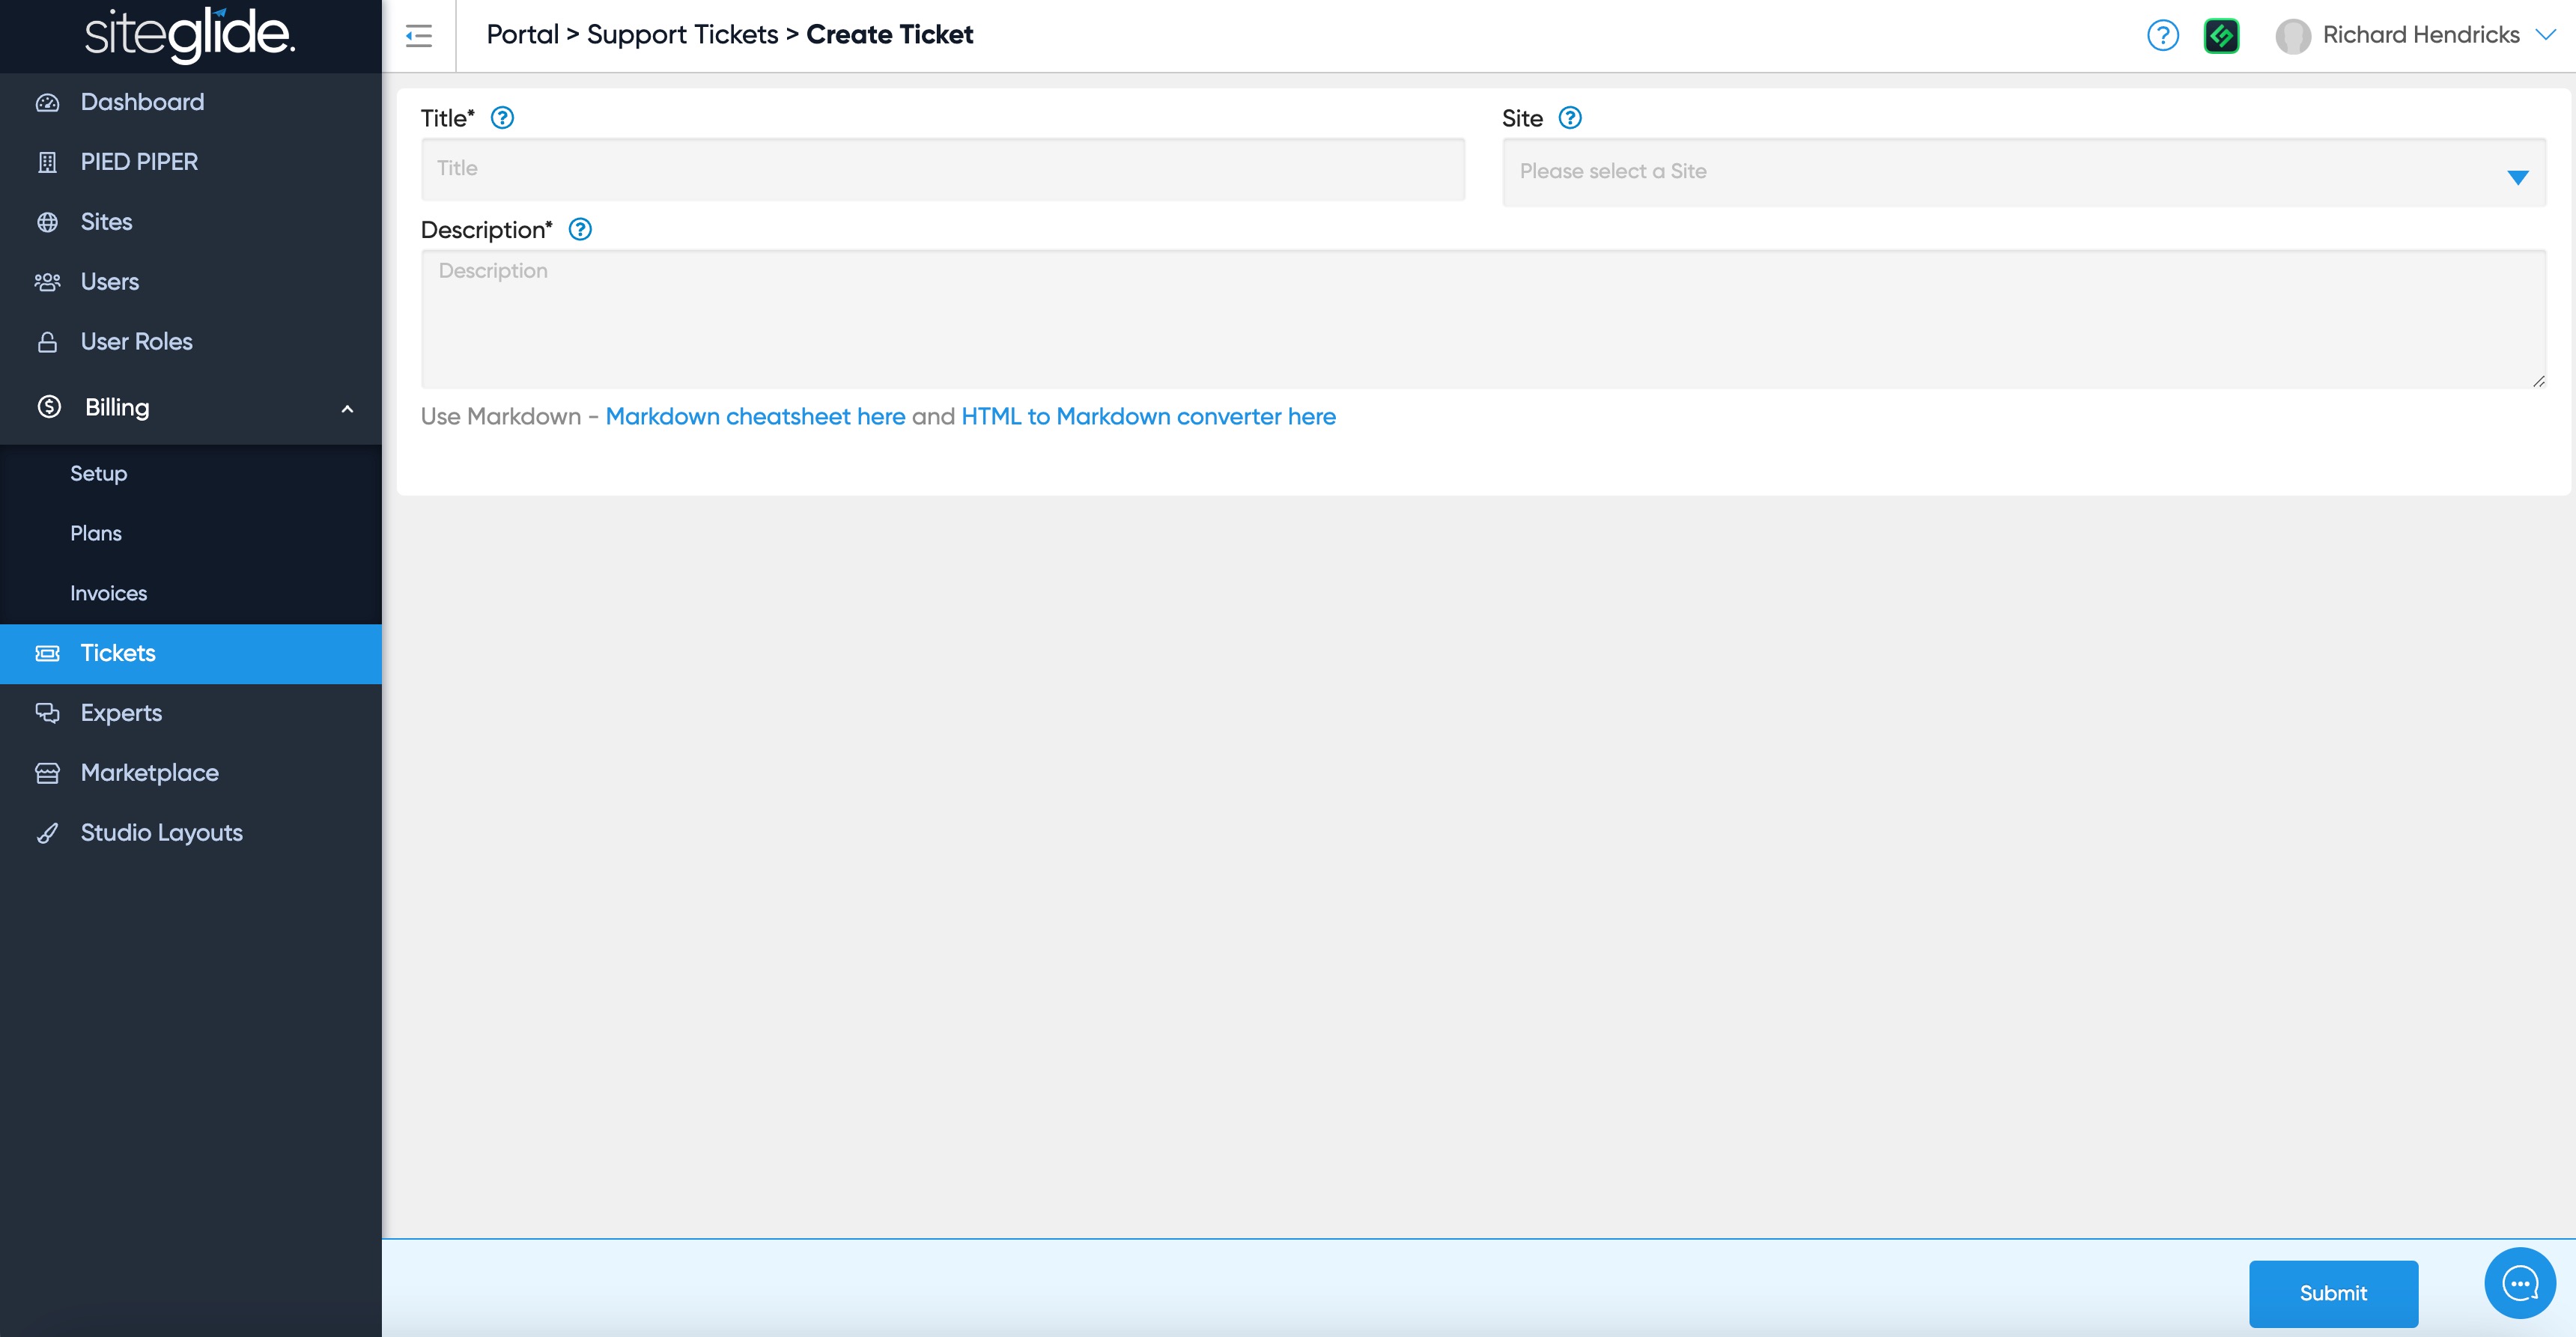 siteglide.
Portal > Support Tickets > Create Ticket
Richard Hendricks
Dashboard
PIED PIPER
Sites
Users
User Roles
Billing
Setup
Plans
Invoices
Tickets
Experts
Marketplace
Studio Layouts
Title*
Title
Site
Please select a Site
Description*
Description
Use Markdown - Markdown cheatsheet here and HTML to Markdown converter here
Submit